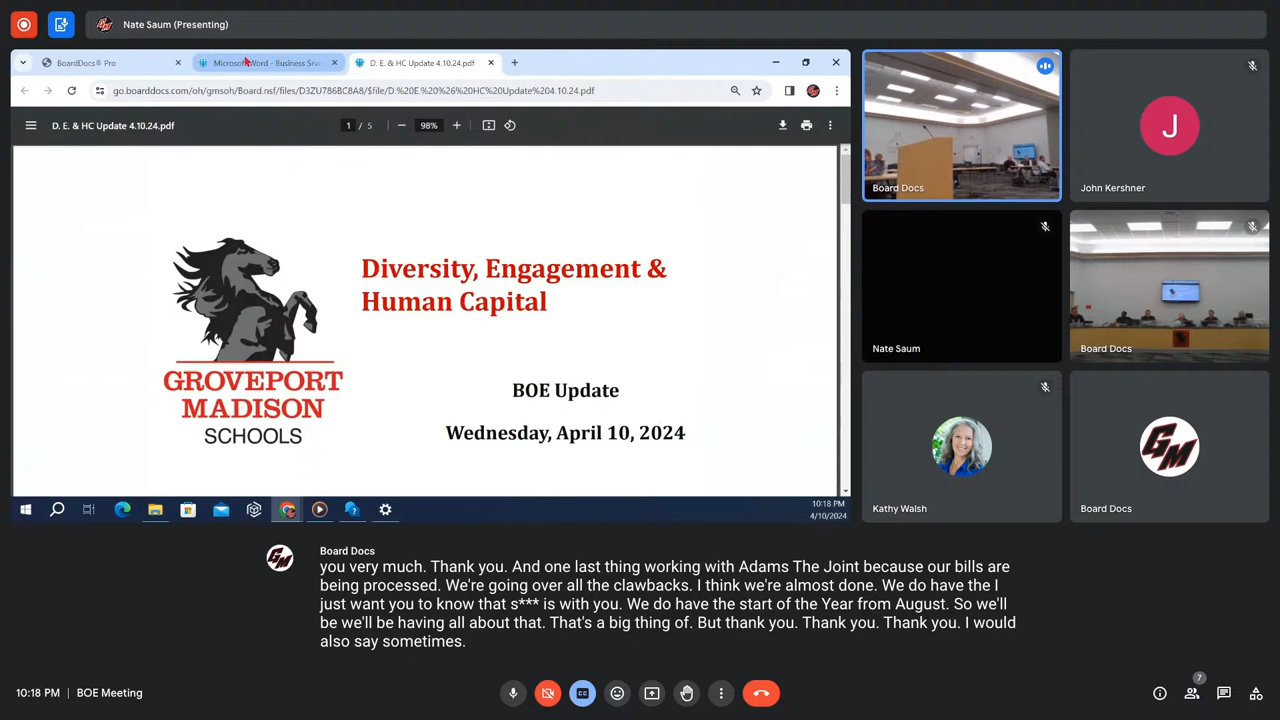 Nate Saum (Presenting)
BoardDocs® Pro
Microsoft Word - Business Srvc
D. E. & HC Update 4.10.24.pdf
go.boarddocs.com/oh/gmsoh/Board.nsf/files/D3ZU786BC8A8/$file/D.%20E.%20%26%20HC%20Update%204.10.24.pdf
D. E. & HC Update 4.10.24.pdf
1 / 5
98%
Diversity, Engagement &
Human Capital
GROVEPORT
MADISON
SCHOOLS
BOE Update
Wednesday, April 10, 2024
10:18 PM
4/10/2024
Board Docs
J
John Kershner
Nate Saum
Board Docs
Kathy Walsh
GM
Board Docs
Board Docs
you very much. Thank you. And one last thing working with Adams The Joint because our bills are
being processed. We're going over all the clawbacks. I think we're almost done. We do have the I
just want you to know that s*** is with you. We do have the start of the Year from August. So we'll
be we'll be having all about that. That's a big thing of. But thank you. Thank you. Thank you. I would
also say sometimes.
10:18 PM | BOE Meeting
CC
7